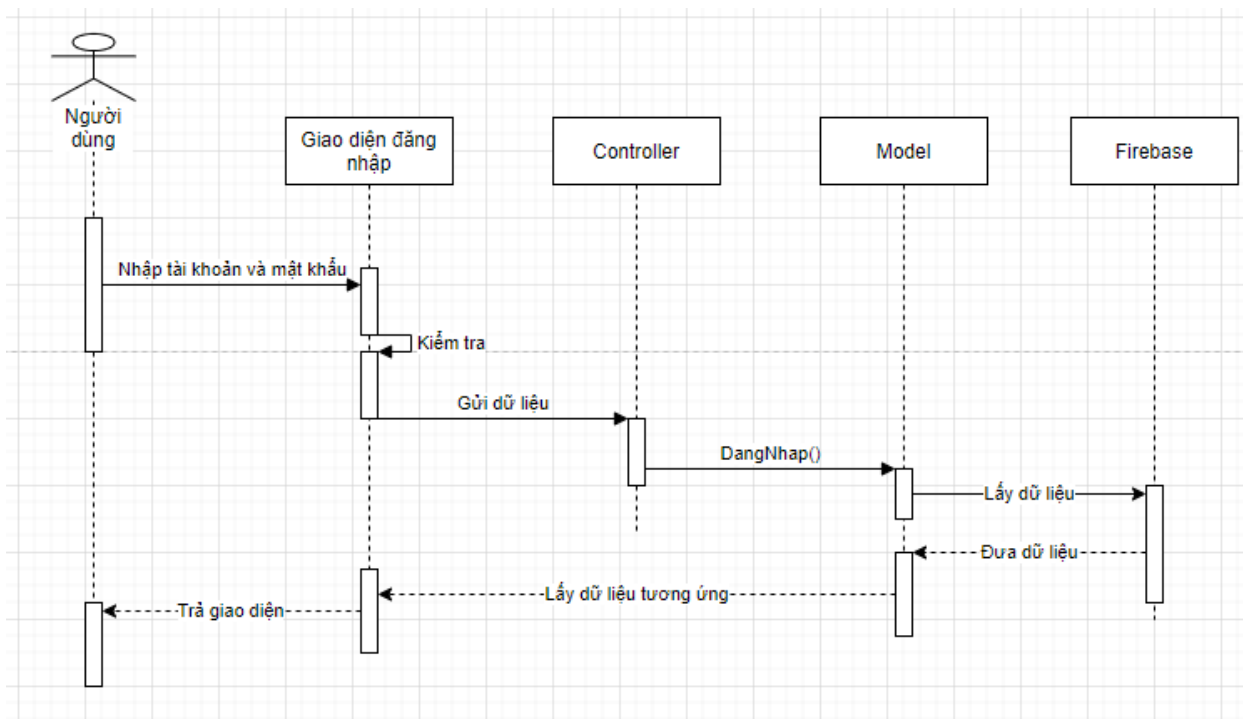 Người
dùng
Giao diện đăng
nhập
Controller
Model
Firebase
Nhập tài khoản và mật khẩu
Kiểm tra
Gửi dữ liệu
DangNhap()
Lấy dữ liệu
Đưa dữ liệu
Lấy dữ liệu tương ứng
Trả giao diện